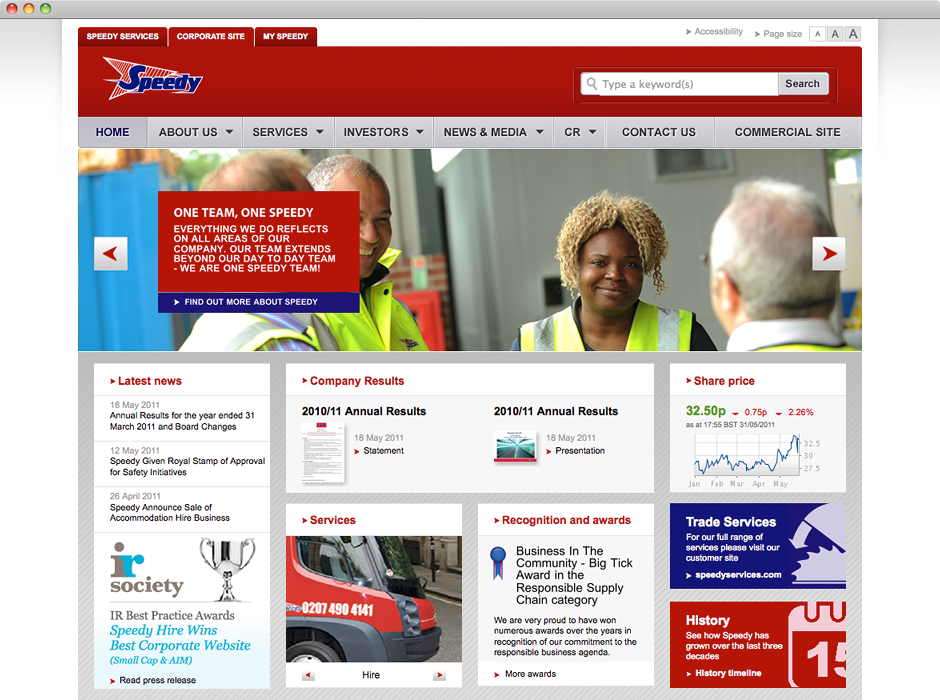 SPEEDY SERVICES
CORPORATE SITE
MY SPEEDY
Accessibility
Page size
A
A
A
Speedy
Type a keyword(s)
Search
HOME
ABOUT US
SERVICES
INVESTORS
NEWS & MEDIA
CR
CONTACT US
COMMERCIAL SITE
ONE TEAM, ONE SPEEDY
EVERYTHING WE DO REFLECTS
ON ALL AREAS OF OUR
COMPANY. OUR TEAM EXTENDS
BEYOND OUR DAY TO DAY TEAM
- WE ARE ONE SPEEDY TEAM!
FIND OUT MORE ABOUT SPEEDY
Latest news
18 May 2011
Annual Results for the year ended 31
March 2011 and Board Changes
12 May 2011
Speedy Given Royal Stamp of Approval
for Safety Initiatives
26 April 2011
Speedy Announce Sale of
Accommodation Hire Business
ir
society
IR Best Practice Awards
Speedy Hire Wins
Best Corporate Website
(Small Cap & AIM)
Read press release
Company Results
2010/11 Annual Results
18 May 2011
Statement
2010/11 Annual Results
18 May 2011
Presentation
Services
0207 490 4141
Hire
Recognition and awards
Business In The
Community - Big Tick
Award in the
Responsible Supply
Chain category
We are very proud to have won
numerous awards over the years in
recognition of our commitment to the
responsible business agenda.
More awards
Share price
32.50p 0.75p 2.26%
as at 17:55 BST 31/05/2011
32.5
30
27.5
Jan Feb Mar Apr May
Trade Services
For our full range of
services please visit our
customer site
speedyservices.com
History
See how Speedy has
grown over the last three
decades
History timeline
15